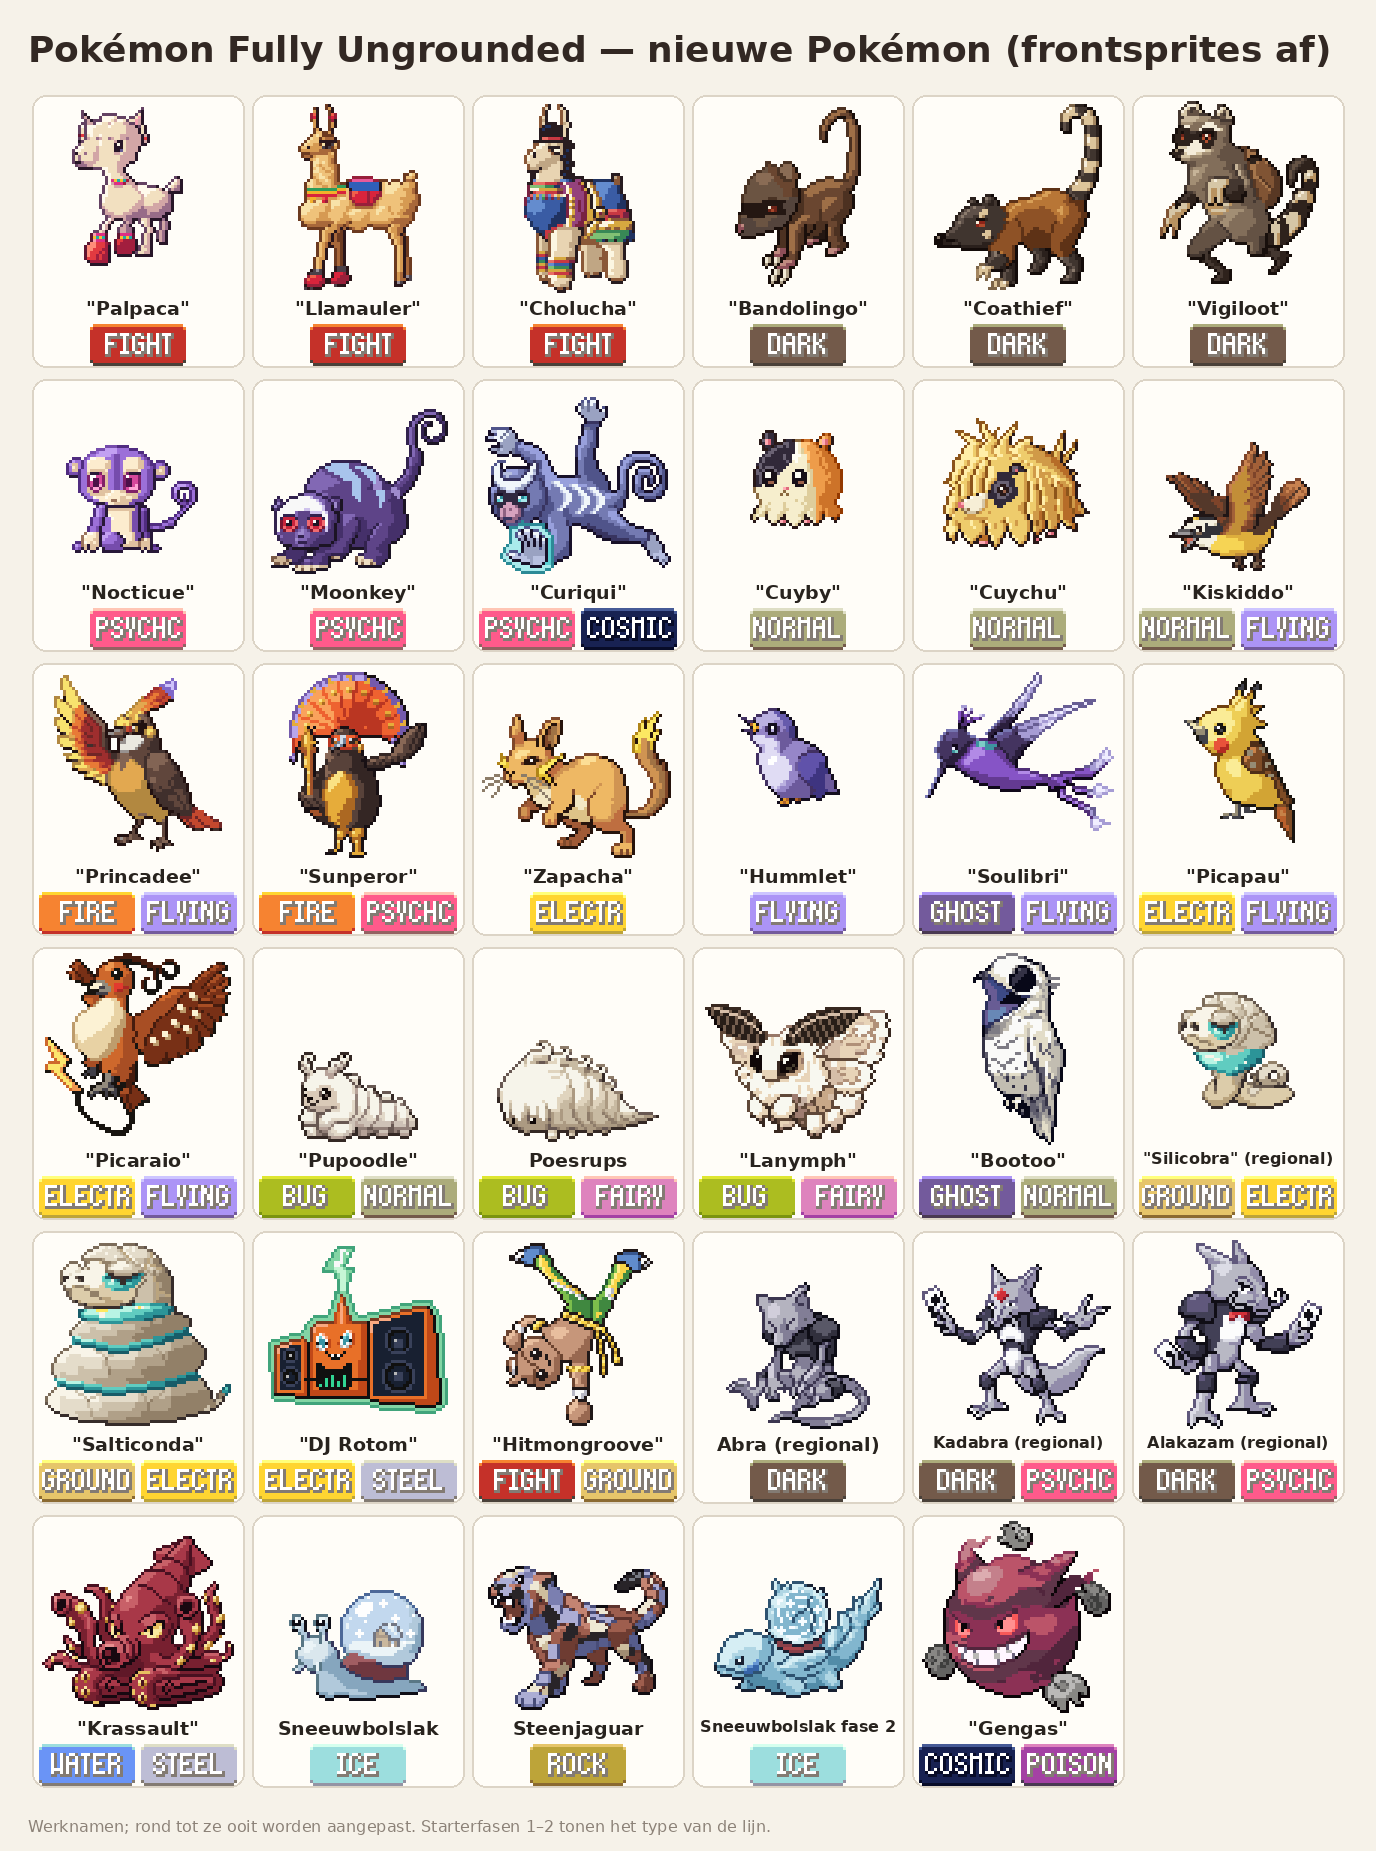 Pokémon Fully Ungrounded — nieuwe Pokémon (frontsprites af)
"Palpaca" "Llamauler" "Cholucha" "Bandolingo" "Coathief" "Vigiloot"
FIGHT FIGHT FIGHT DARK DARK DARK
"Nocticue" "Moonkey" "Curiqui" "Cuyby" "Cuychu" "Kiskiddo"
PSYCHC PSYCHC PSYCHC COSMIC NORMAL NORMAL NORMAL FLYING
"Princadee" "Sunperor" "Zapacha" "Hummlet" "Soulibri" "Picapau"
FIRE FLYING FIRE PSYCHC ELECTR FLYING GHOST FLYING ELECTR FLYING
"Picaraio" "Pupoodle" Poesrups "Lanymph" "Bootoo" "Silicobra" (regional)
ELECTR FLYING BUG NORMAL BUG FAIRY BUG FAIRY GHOST NORMAL GROUND ELECTR
"Salticonda" "DJ Rotom" "Hitmongroove" Abra (regional) Kadabra (regional) Alakazam (regional)
GROUND ELECTR ELECTR STEEL FIGHT GROUND DARK DARK PSYCHC DARK PSYCHC
"Krassault" Sneeuwbolslak Steenjaguar Sneeuwbolslak fase 2 "Gengas"
WATER STEEL ICE ROCK ICE COSMIC POISON
Werknamen; rond tot ze ooit worden aangepast. Starterfasen 1–2 tonen het type van de lijn.